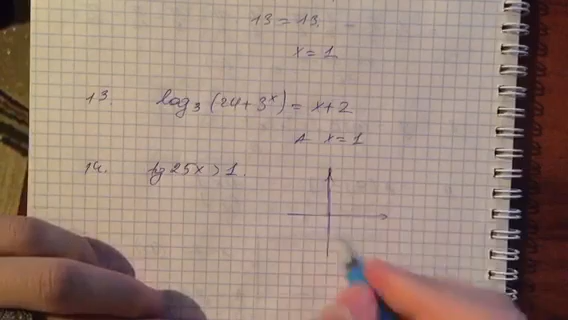 13 = 13.
x = 1
13. log₃(24+3ˣ) = x+2
x = 1
14. tg 25x > 1.